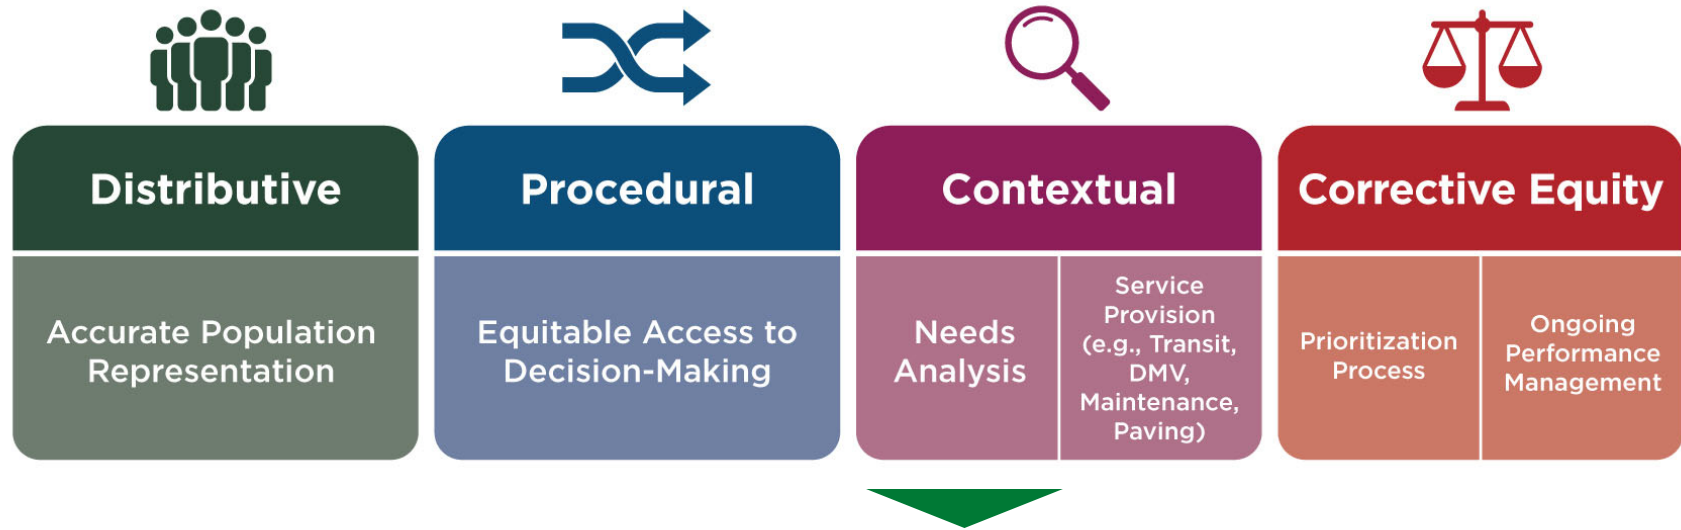 Distributive
Accurate Population
Representation
Procedural
Equitable Access to
Decision-Making
Contextual
Needs
Analysis
Service
Provision
(e.g., Transit,
DMV,
Maintenance,
Paving)
Corrective Equity
Prioritization
Process
Ongoing
Performance
Management